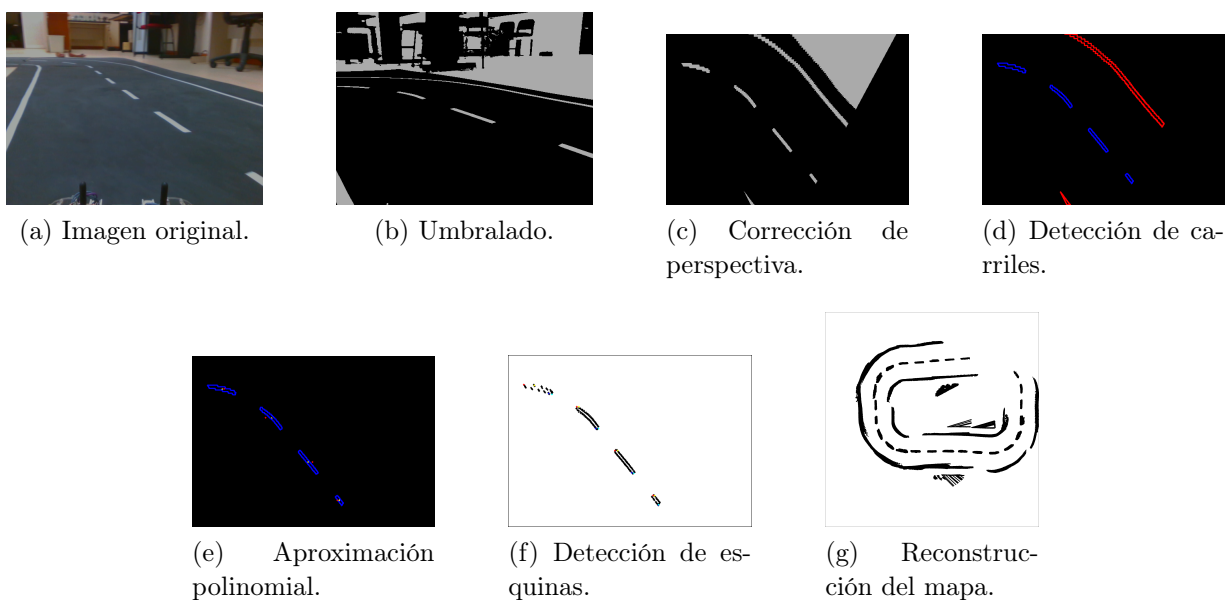 (a) Imagen original.
(b) Umbralado.
(c) Corrección de
perspectiva.
(d) Detección de ca-
rriles.
(e) Aproximación
polinomial.
(f) Detección de es-
quinas.
(g) Reconstruc-
ción del mapa.